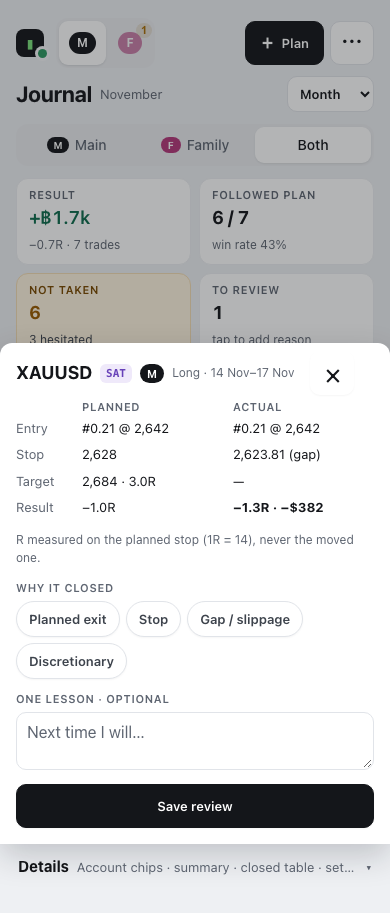 M F 1 + Plan ...
Journal November Month
M Main F Family Both
RESULT FOLLOWED PLAN
+฿1.7k 6 / 7
−0.7R · 7 trades win rate 43%
NOT TAKEN TO REVIEW
6 1
3 hesitated tap to add reason
XAUUSD SAT M Long · 14 Nov–17 Nov ✕
PLANNED ACTUAL
Entry #0.21 @ 2,642 #0.21 @ 2,642
Stop 2,628 2,623.81 (gap)
Target 2,684 · 3.0R —
Result −1.0R −1.3R · −$382
R measured on the planned stop (1R = 14), never the moved
one.
WHY IT CLOSED
Planned exit Stop Gap / slippage
Discretionary
ONE LESSON · OPTIONAL
Next time I will...
Save review
Details Account chips · summary · closed table · set...